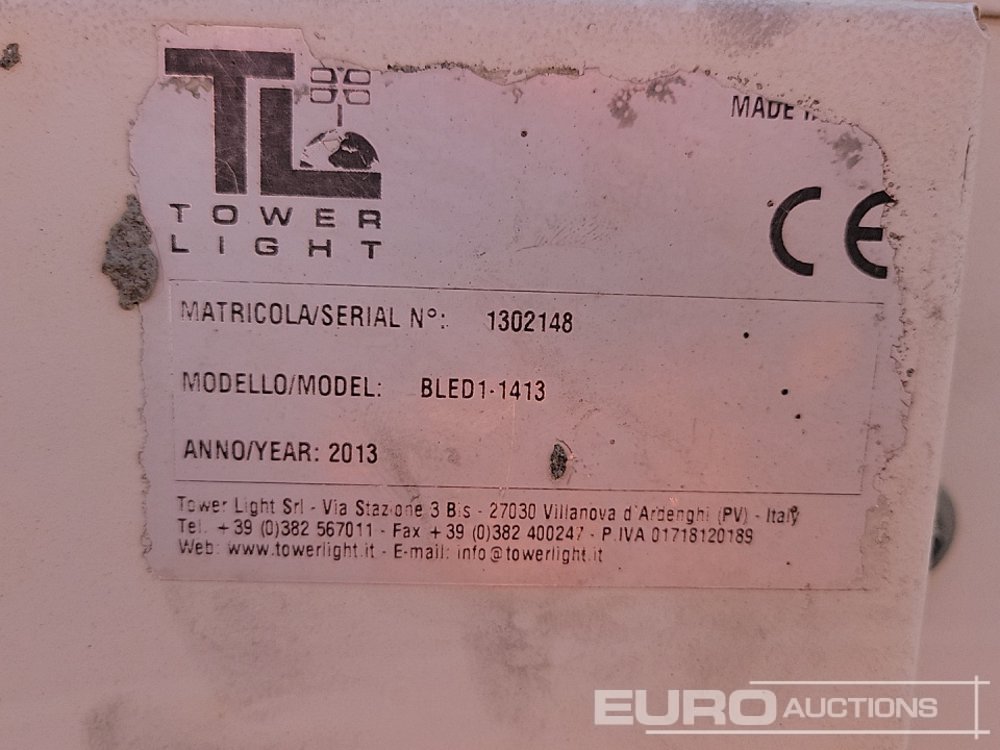 TL
MADE
TOWER
LIGHT
CE
MATRICOLA/SERIAL N°: 1302148
MODELLO/MODEL: BLED1-1413
ANNO/YEAR: 2013
Tower Light Srl - Via Stazione 3 Bis - 27030 Villanova d'Ardenghi (PV) - Italy
Tel. +39 (0)382 567011 - Fax +39 (0)382 400247 - P.IVA 01718120189
Web: www.towerlight.it - E-mail: info@towerlight.it
EURO AUCTIONS